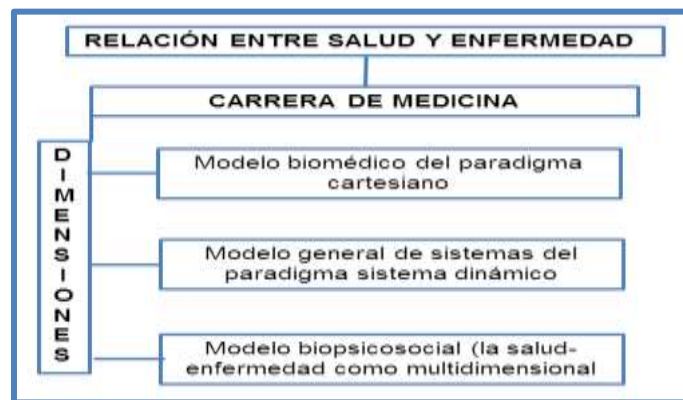 RELACIÓN ENTRE SALUD Y ENFERMEDAD
CARRERA DE MEDICINA
DIMENSIONES
Modelo biomédico del paradigma
cartesiano
Modelo general de sistemas del
paradigma sistema dinámico
Modelo biopsicosocial (la salud-
enfermedad como multidimensional